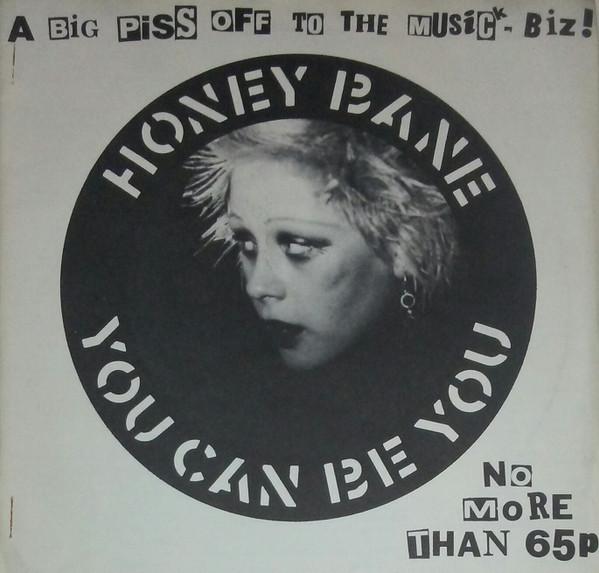 A BiG PiSS OFF TO THE MUSiCk- Biz!
HONEY BANE
YOU CAN BE YOU
No
MoRE
THAN 65p